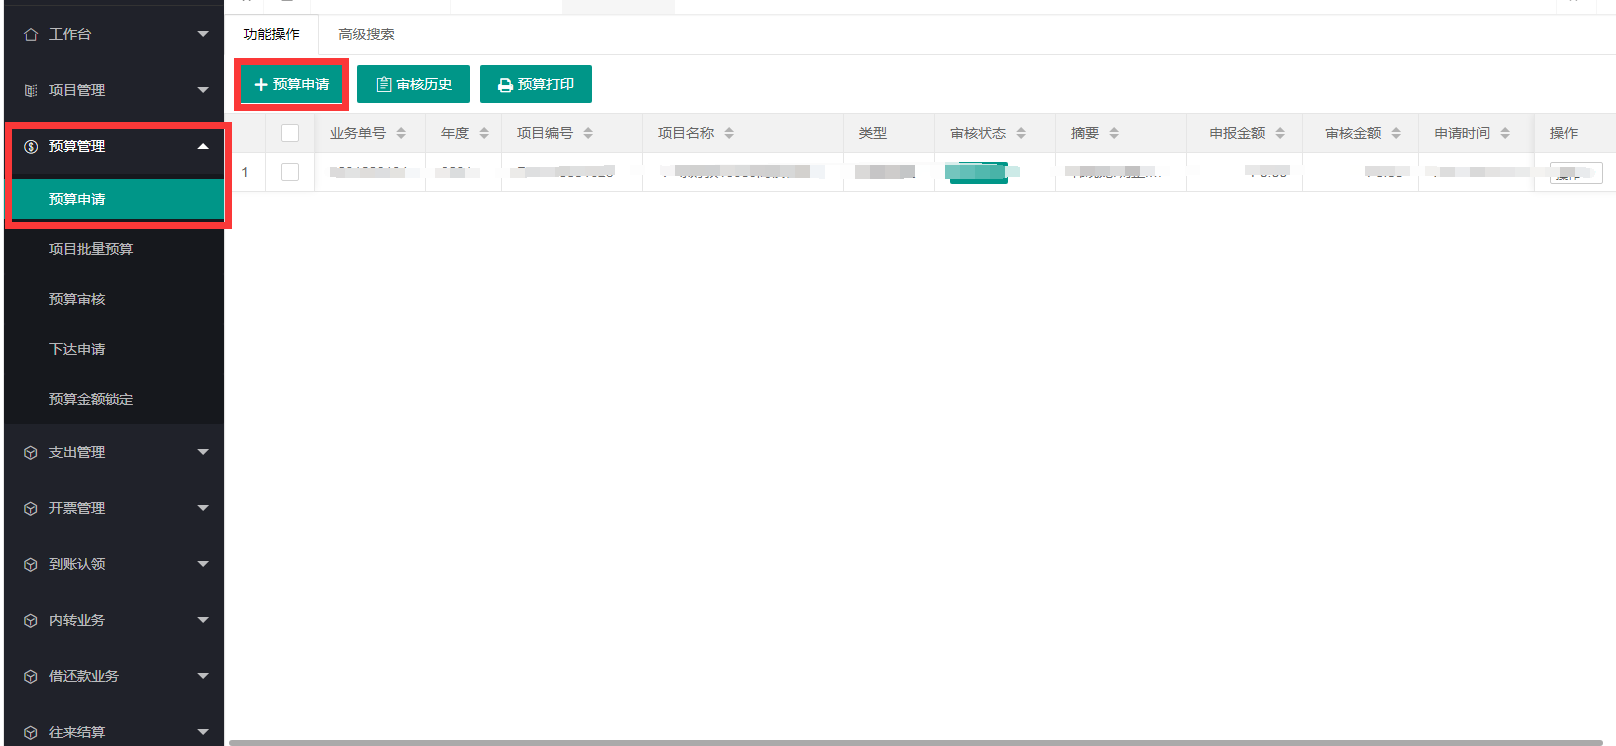 工作台
项目管理
预算管理
预算申请
项目批量预算
预算审核
下达申请
预算金额锁定
支出管理
开票管理
到账认领
内转业务
借还款业务
往来结算
功能操作 高级搜索
预算申请 审核历史 预算打印
业务单号 年度 项目编号 项目名称 类型 审核状态 摘要 申报金额 审核金额 申请时间 操作
1